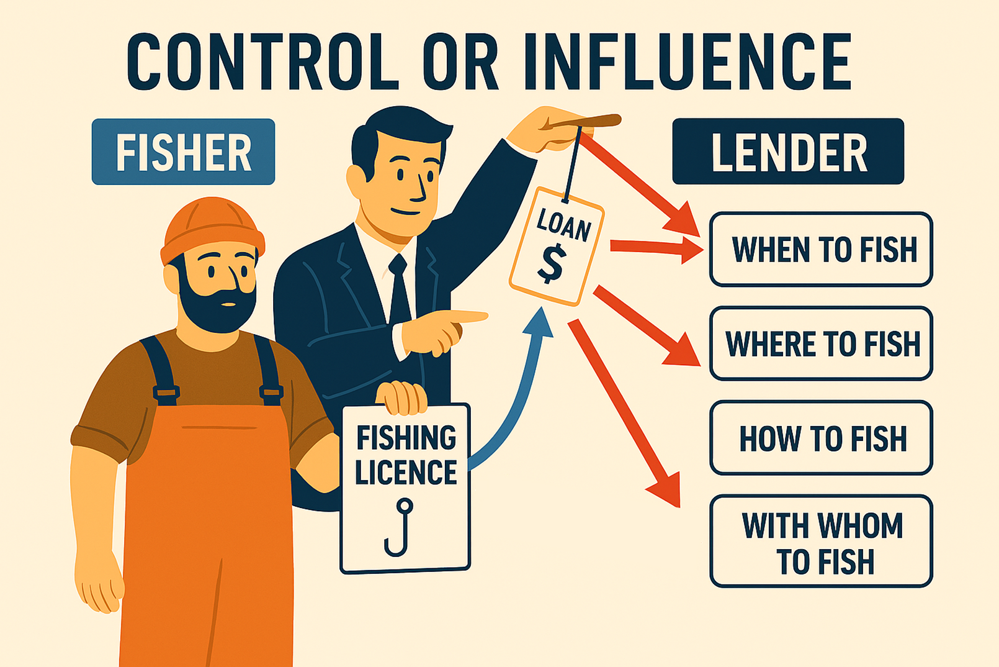 CONTROL OR INFLUENCE
FISHER
LENDER
LOAN
$
FISHING
LICENCE
WHEN TO FISH
WHERE TO FISH
HOW TO FISH
WITH WHOM
TO FISH